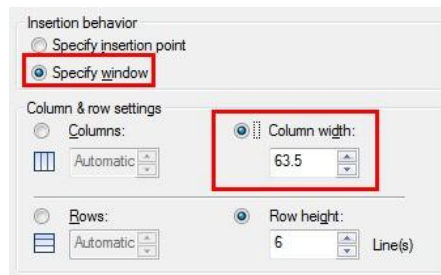 Insertion behavior
Specify insertion point
Specify window
Column & row settings
Columns:
Column width:
Automatic
63.5
Rows:
Row height:
Automatic
6
Line(s)